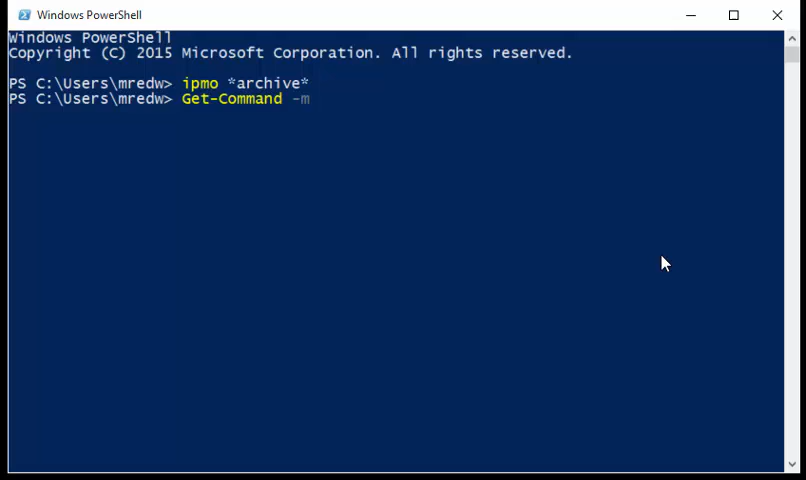 Windows PowerShell
Windows PowerShell
Copyright (C) 2015 Microsoft Corporation. All rights reserved.
PS C:\Users\mredw> ipmo *archive*
PS C:\Users\mredw> Get-Command -m